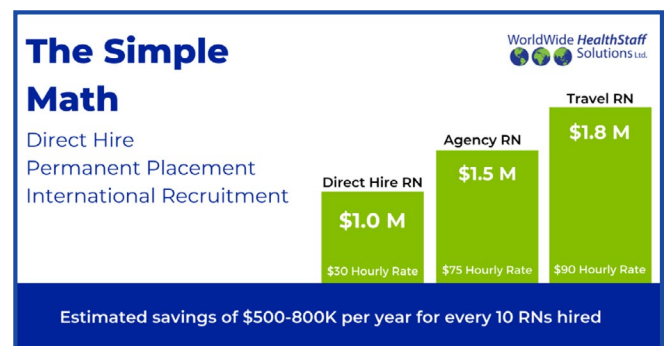 The Simple
Math
Direct Hire
Permanent Placement
International Recruitment
WorldWide HealthStaff
Solutions Ltd.
Direct Hire RN
$1.0 M
$30 Hourly Rate
Agency RN
$1.5 M
$75 Hourly Rate
Travel RN
$1.8 M
$90 Hourly Rate
Estimated savings of $500-800K per year for every 10 RNs hired